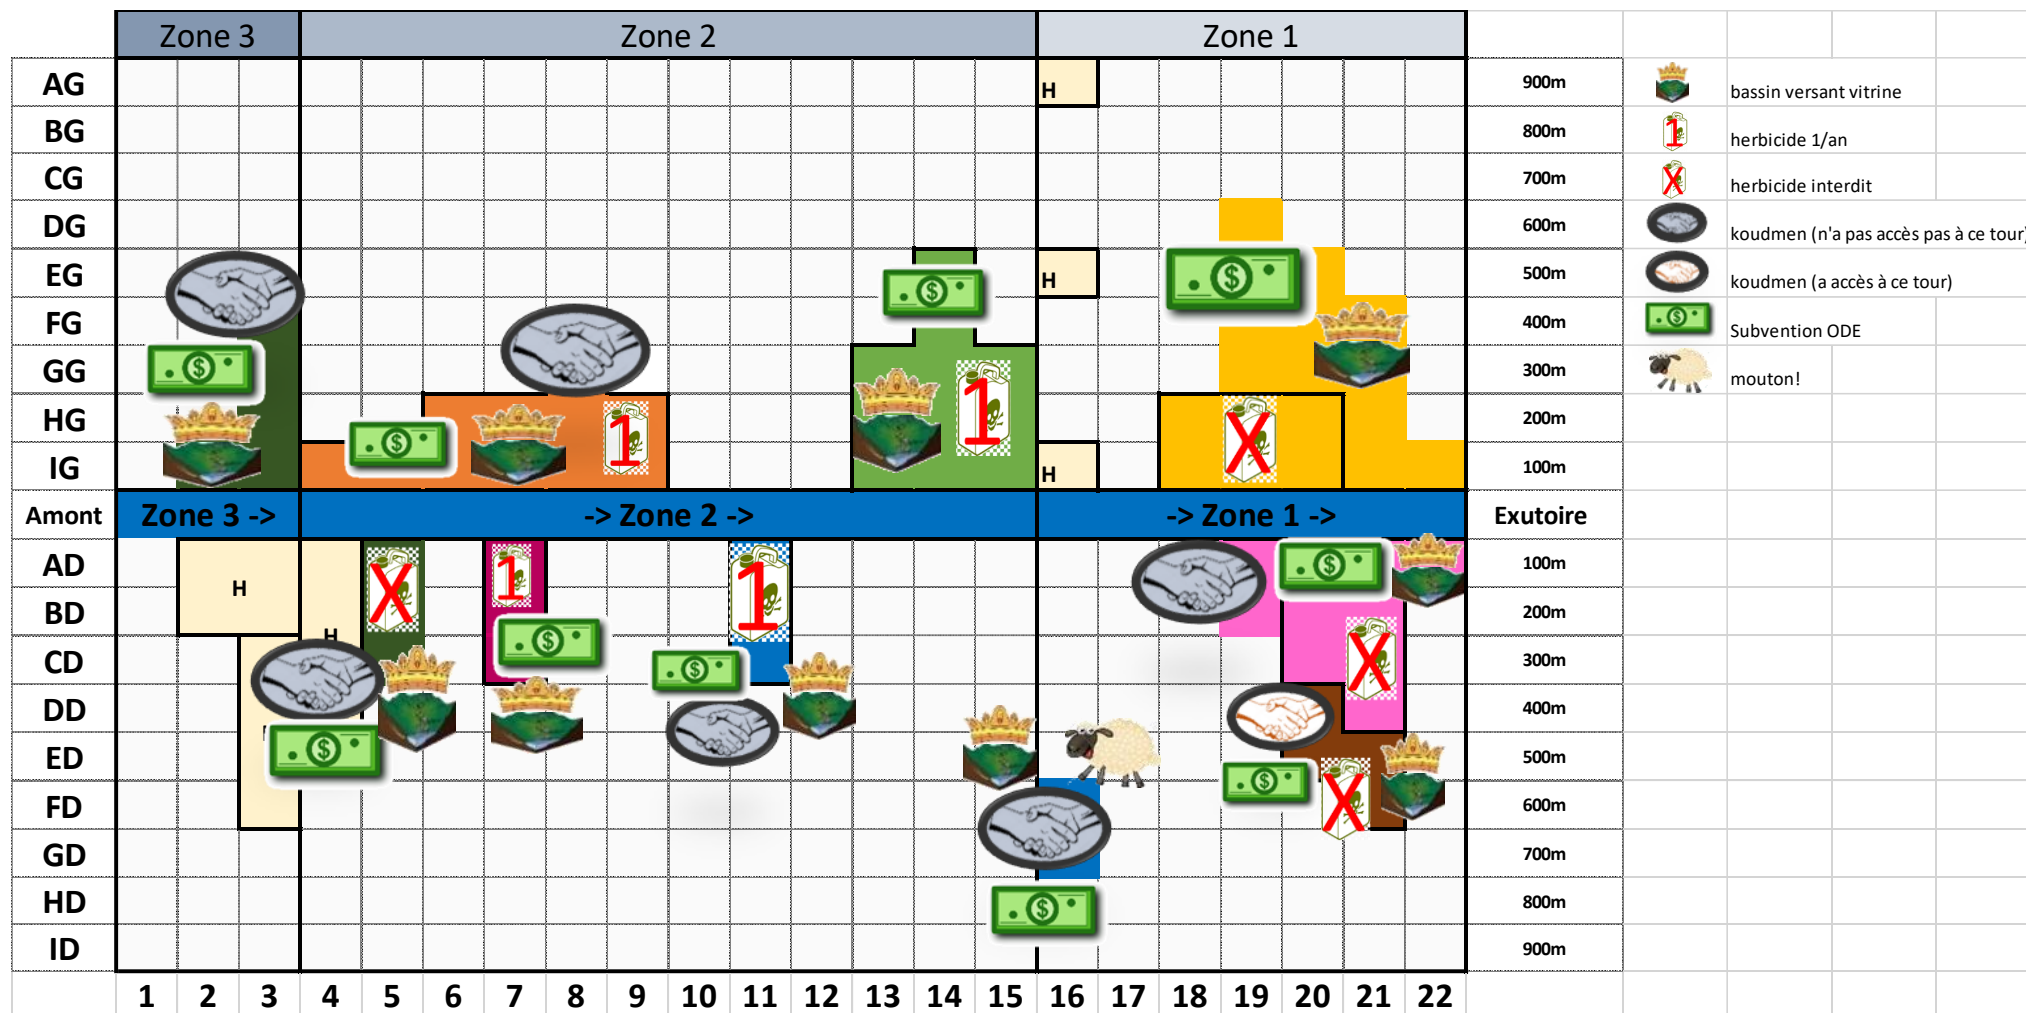 Zone 3 Zone 2 Zone 1
AG H 900m bassin versant vitrine
BG 800m 1 herbicide 1/an
CG 700m X herbicide interdit
DG 600m koudmen (n'a pas accès pas à ce tour)
EG H $ 500m koudmen (a accès à ce tour)
FG 400m $ Subvention ODE
GG $ 300m mouton!
HG $ 1 1 X 200m
IG H 100m
Amont Zone 3 -> -> Zone 2 -> -> Zone 1 -> Exutoire
AD H X 1 1 $ 100m
BD H $ 200m
CD $ X 300m
DD $ 400m
ED $ 500m
FD X 600m
GD 700m
HD $ 800m
ID 900m
1 2 3 4 5 6 7 8 9 10 11 12 13 14 15 16 17 18 19 20 21 22